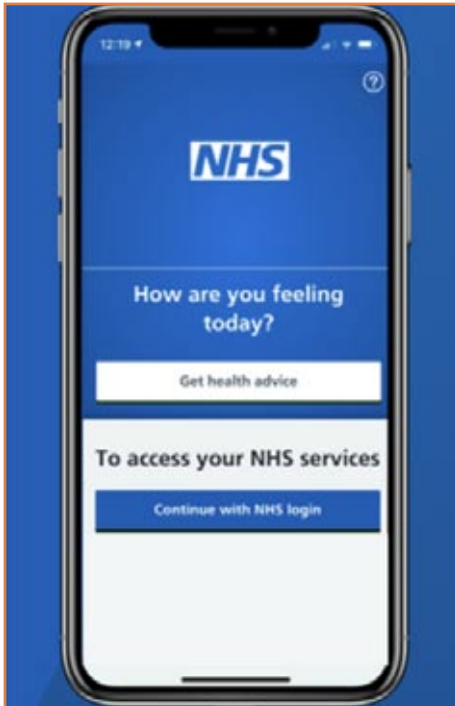 12:19
?
NHS
How are you feeling
today?
Get health advice
To access your NHS services
Continue with NHS login